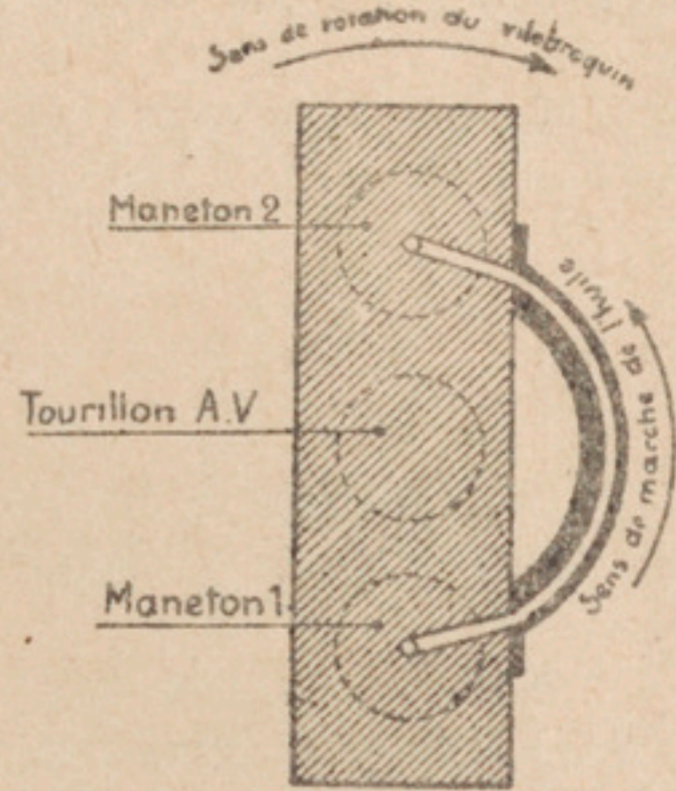 Sens de rotation du vilebrequin
Maneton 2
Sens de marche de l'huile
Tourillon A.V
Maneton 1